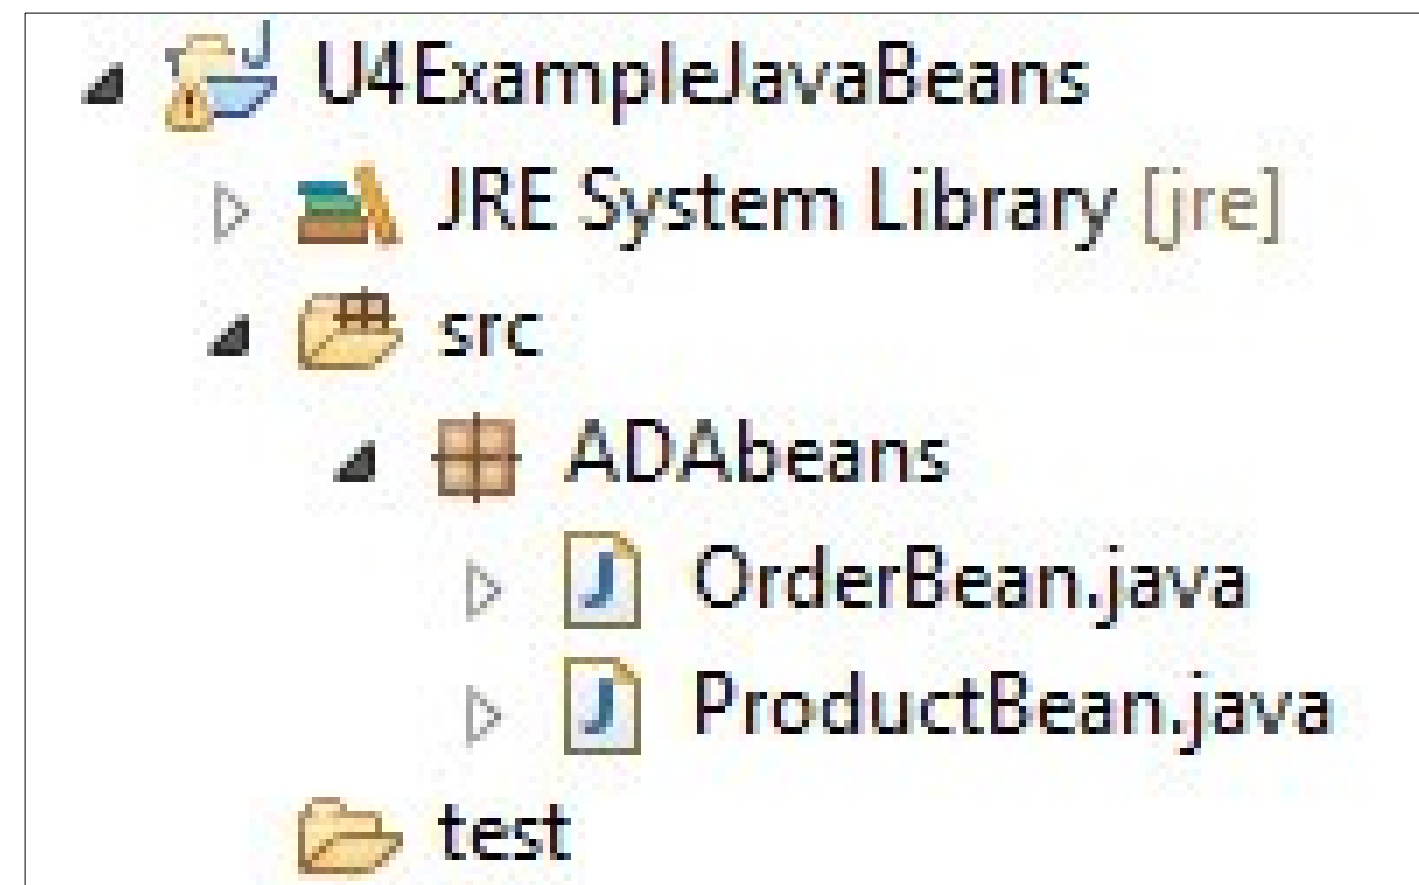 U4ExampleJavaBeans
JRE System Library [jre]
src
ADAbeans
OrderBean.java
ProductBean.java
test